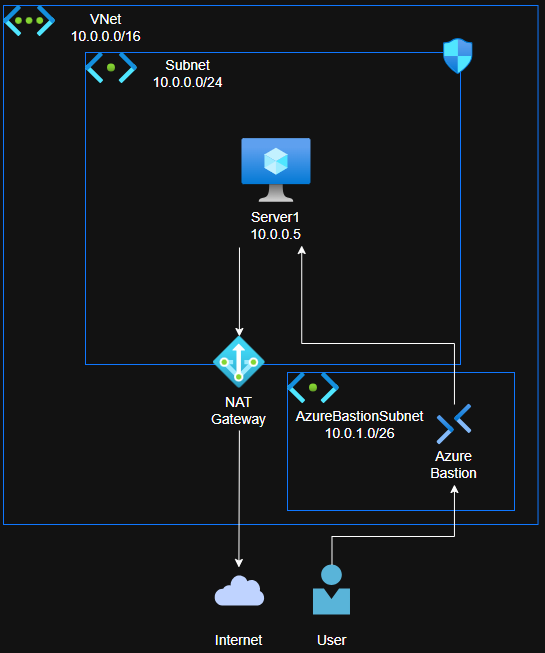 VNet
10.0.0.0/16
Subnet
10.0.0.0/24
Server1
10.0.0.5
NAT
Gateway
AzureBastionSubnet
10.0.1.0/26
Azure
Bastion
Internet
User